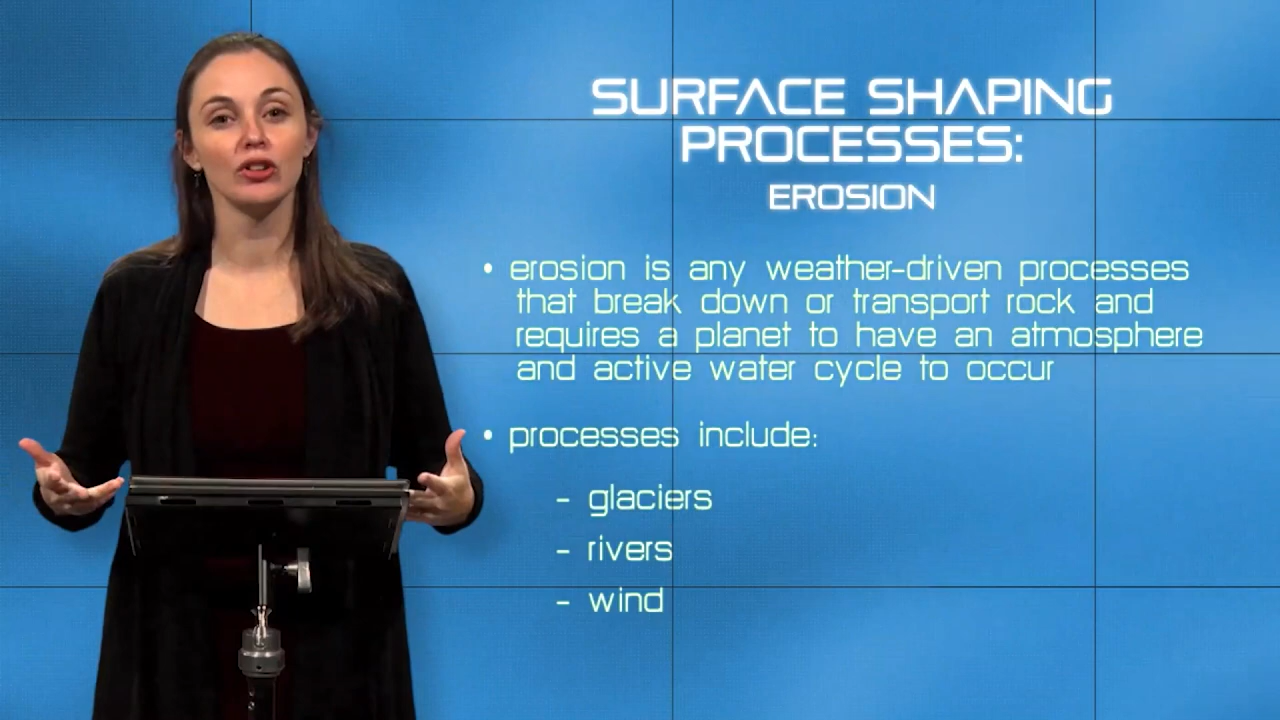 SURFACE SHAPING
PROCESSES:
EROSION
• erosion is any weather-driven processes
that break down or transport rock and
requires a planet to have an atmosphere
and active water cycle to occur
• processes include:
- glaciers
- rivers
- wind